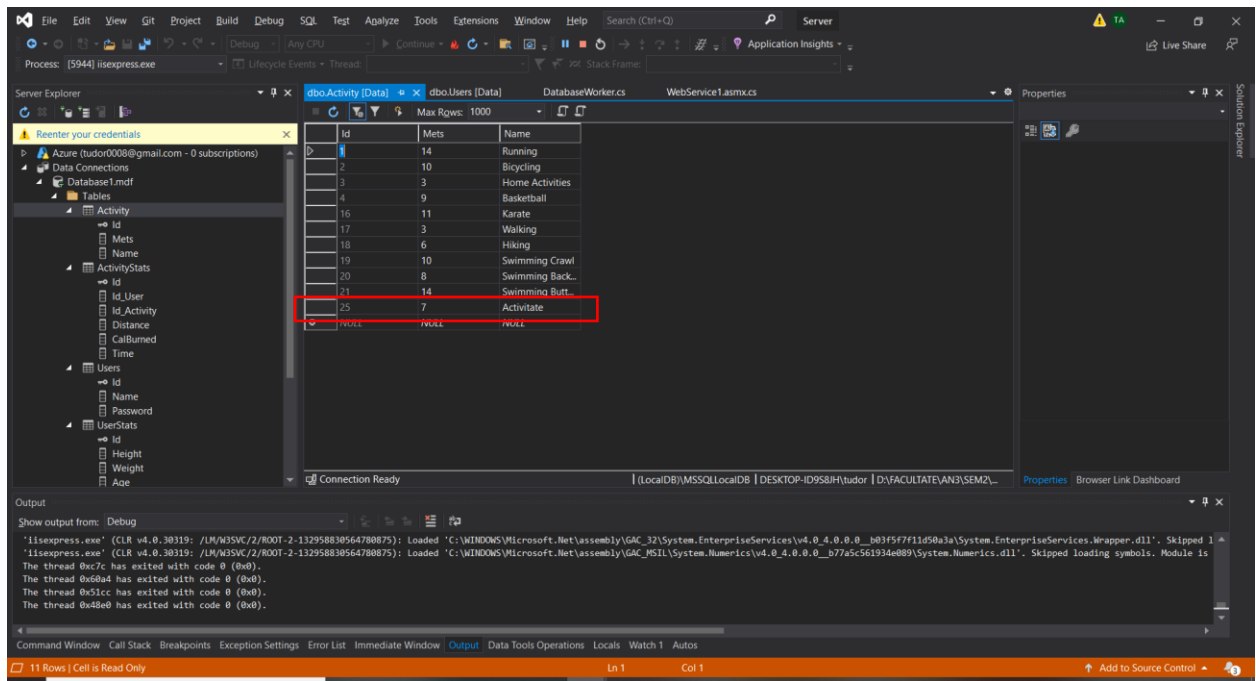 File Edit View Git Project Build Debug SQL Test Analyze Tools Extensions Window Help Search (Ctrl+Q) Server TA
Debug Any CPU Continue Application Insights Live Share
Process: [5944] iisexpress.exe Lifecycle Events Thread: Stack Frame:
Server Explorer
Reenter your credentials
Azure (tudor0008@gmail.com - 0 subscriptions)
Data Connections
Database1.mdf
Tables
Activity
Id
Mets
Name
ActivityStats
Id
Id_User
Id_Activity
Distance
CalBurned
Time
Users
Id
Name
Password
UserStats
Id
Height
Weight
Age
dbo.Activity [Data] dbo.Users [Data] DatabaseWorker.cs WebService1.asmx.cs
Max Rows: 1000
Id Mets Name
1 14 Running
2 10 Bicycling
3 3 Home Activities
4 9 Basketball
16 11 Karate
17 3 Walking
18 6 Hiking
19 10 Swimming Crawl
20 8 Swimming Back...
21 14 Swimming Butt...
25 7 Activitate
NULL NULL NULL
Connection Ready (LocalDB)\MSSQLLocalDB DESKTOP-ID9S8JH\tudor D:\FACULTATE\AN3\SEM2\...
Properties
Solution Explorer
Properties Browser Link Dashboard
Output
Show output from: Debug
'iisexpress.exe' (CLR v4.0.30319: /LM/W3SVC/2/ROOT-2-132958830564780875): Loaded 'C:\WINDOWS\Microsoft.Net\assembly\GAC_32\System.EnterpriseServices\v4.0_4.0.0.0__b03f5f7f11d50a3a\System.EnterpriseServices.Wrapper.dll'. Skipped l
'iisexpress.exe' (CLR v4.0.30319: /LM/W3SVC/2/ROOT-2-132958830564780875): Loaded 'C:\WINDOWS\Microsoft.Net\assembly\GAC_MSIL\System.Numerics\v4.0_4.0.0.0__b77a5c561934e089\System.Numerics.dll'. Skipped loading symbols. Module is
The thread 0xc7c has exited with code 0 (0x0).
The thread 0x60a4 has exited with code 0 (0x0).
The thread 0x51cc has exited with code 0 (0x0).
The thread 0x48e0 has exited with code 0 (0x0).
Command Window Call Stack Breakpoints Exception Settings Error List Immediate Window Output Data Tools Operations Locals Watch 1 Autos
11 Rows | Cell is Read Only Ln 1 Col 1 Add to Source Control 3